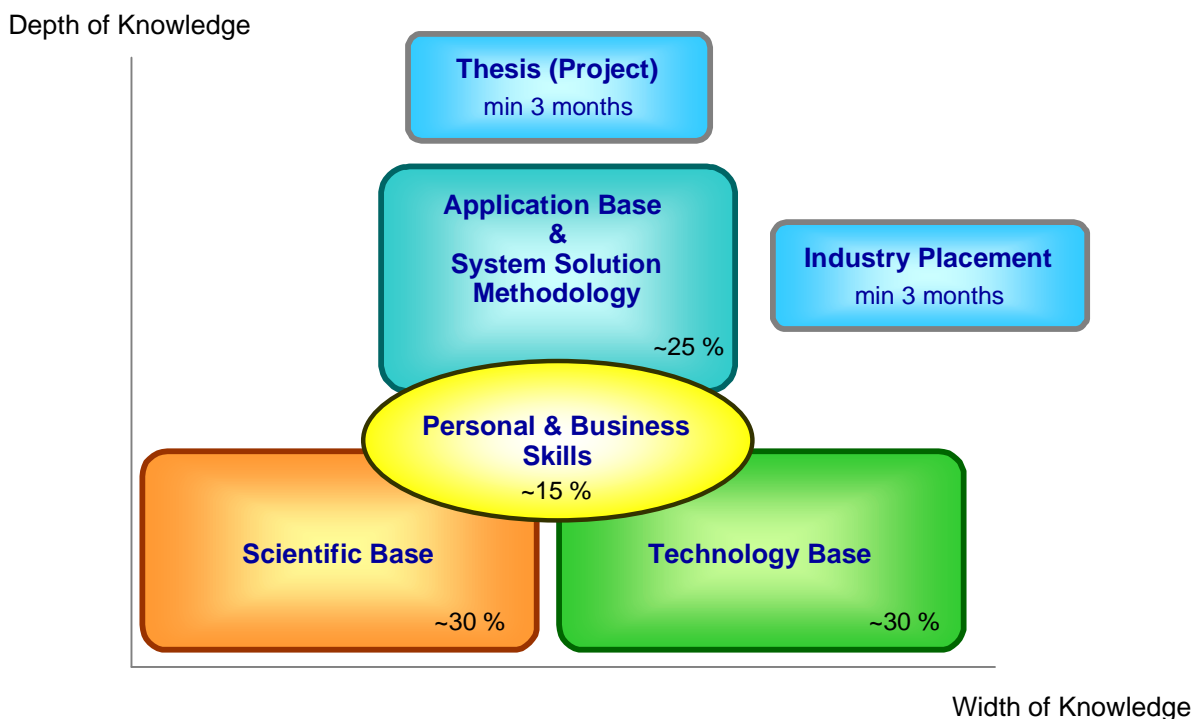 Depth of Knowledge
Thesis (Project)
min 3 months
Application Base
&
System Solution
Methodology
~25 %
Industry Placement
min 3 months
Personal & Business
Skills
~15 %
Scientific Base
~30 %
Technology Base
~30 %
Width of Knowledge